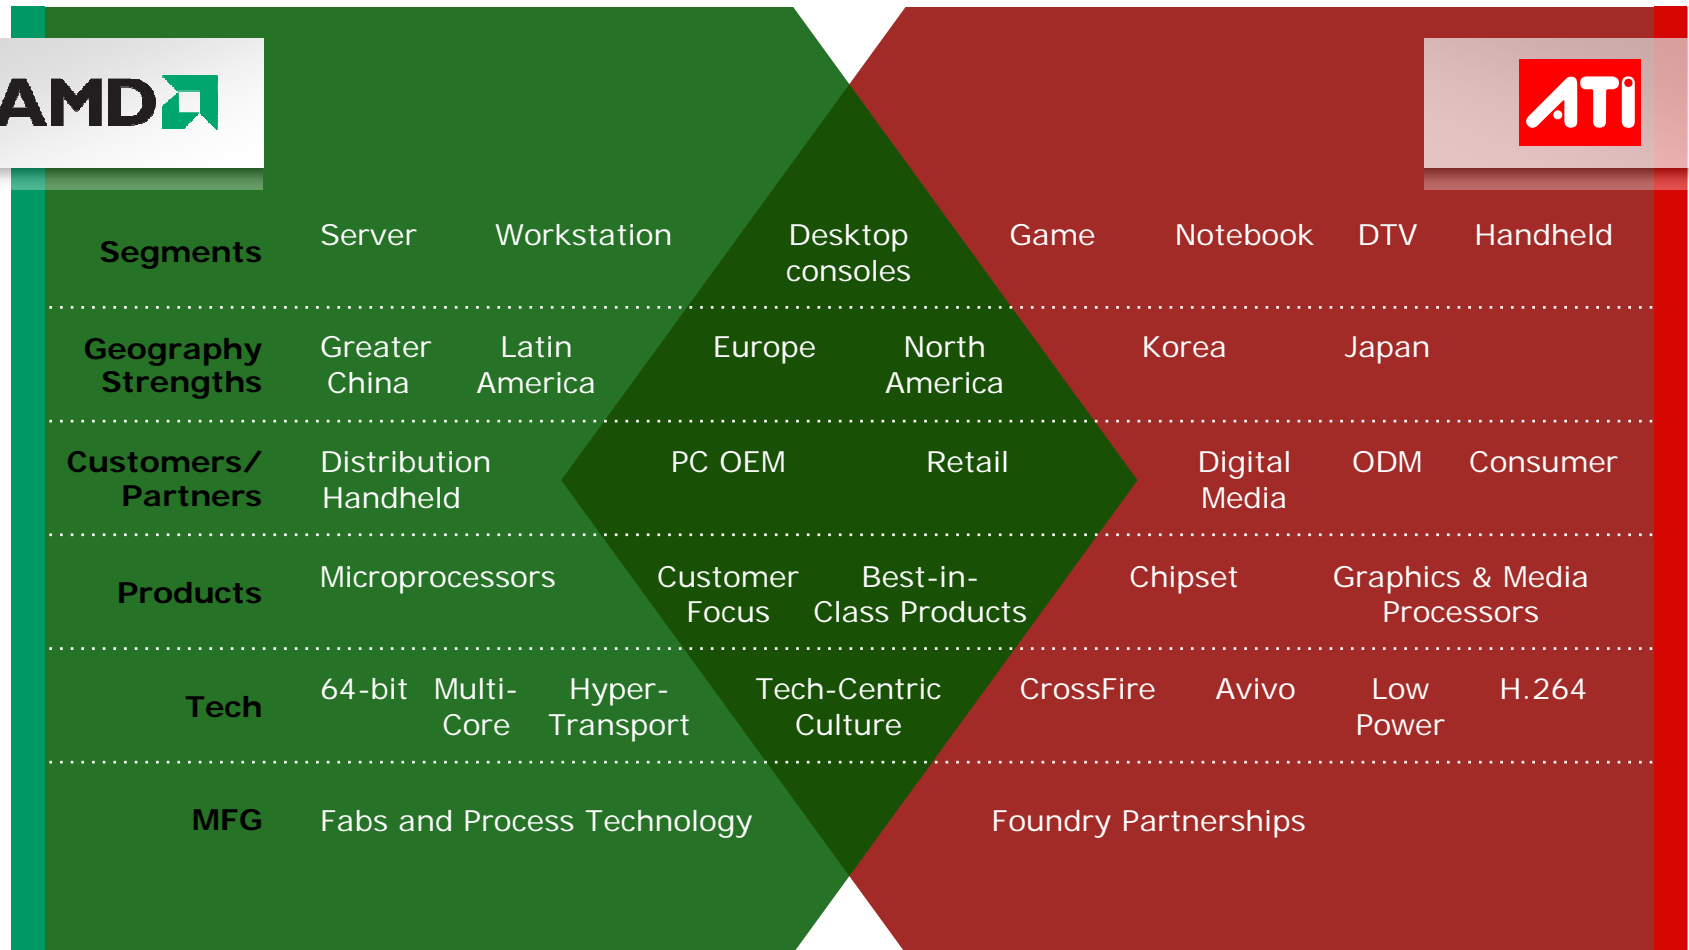 AMD
ATI
Segments
Server Workstation Desktop Game Notebook DTV Handheld
consoles
Geography
Strengths
Greater Latin Europe North Korea Japan
China America America
Customers/
Partners
Distribution PC OEM Retail Digital ODM Consumer
Handheld Media
Products
Microprocessors Customer Best-in- Chipset Graphics & Media
Focus Class Products Processors
Tech
64-bit Multi- Hyper- Tech-Centric CrossFire Avivo Low H.264
Core Transport Culture Power
MFG
Fabs and Process Technology Foundry Partnerships